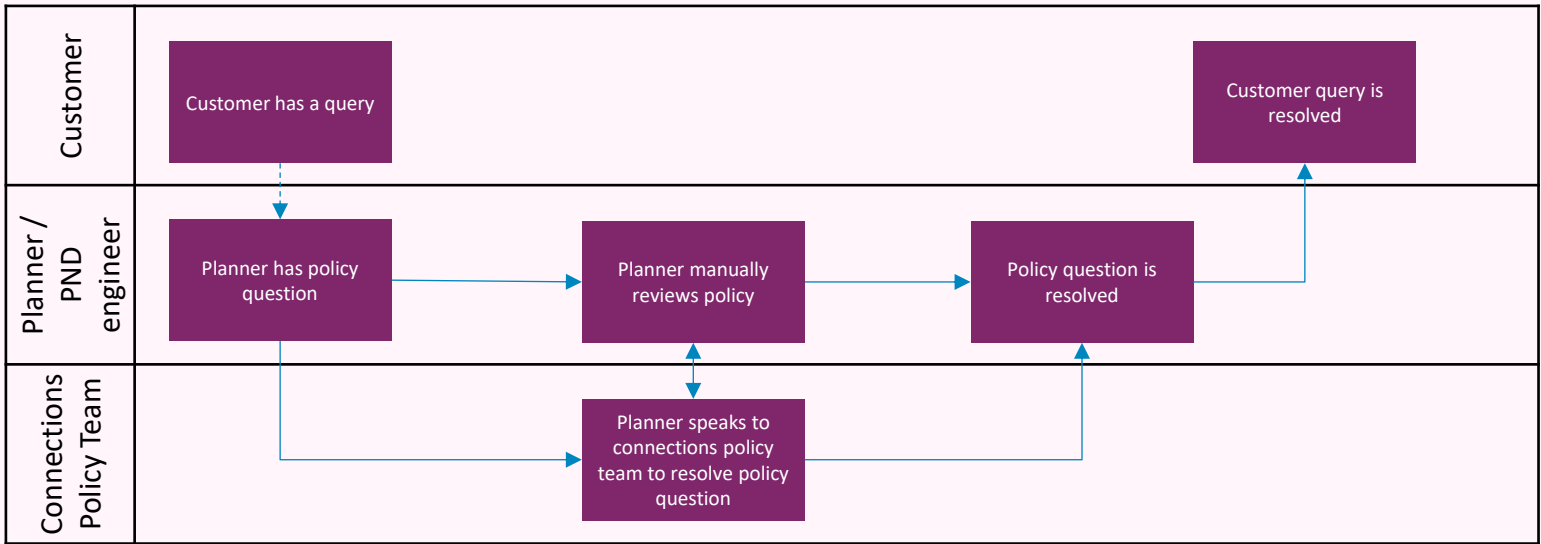 Customer
Customer has a query
Customer query is
resolved
Planner /
PND
engineer
Planner has policy
question
Planner manually
reviews policy
Policy question is
resolved
Connections
Policy Team
Planner speaks to
connections policy
team to resolve policy
question